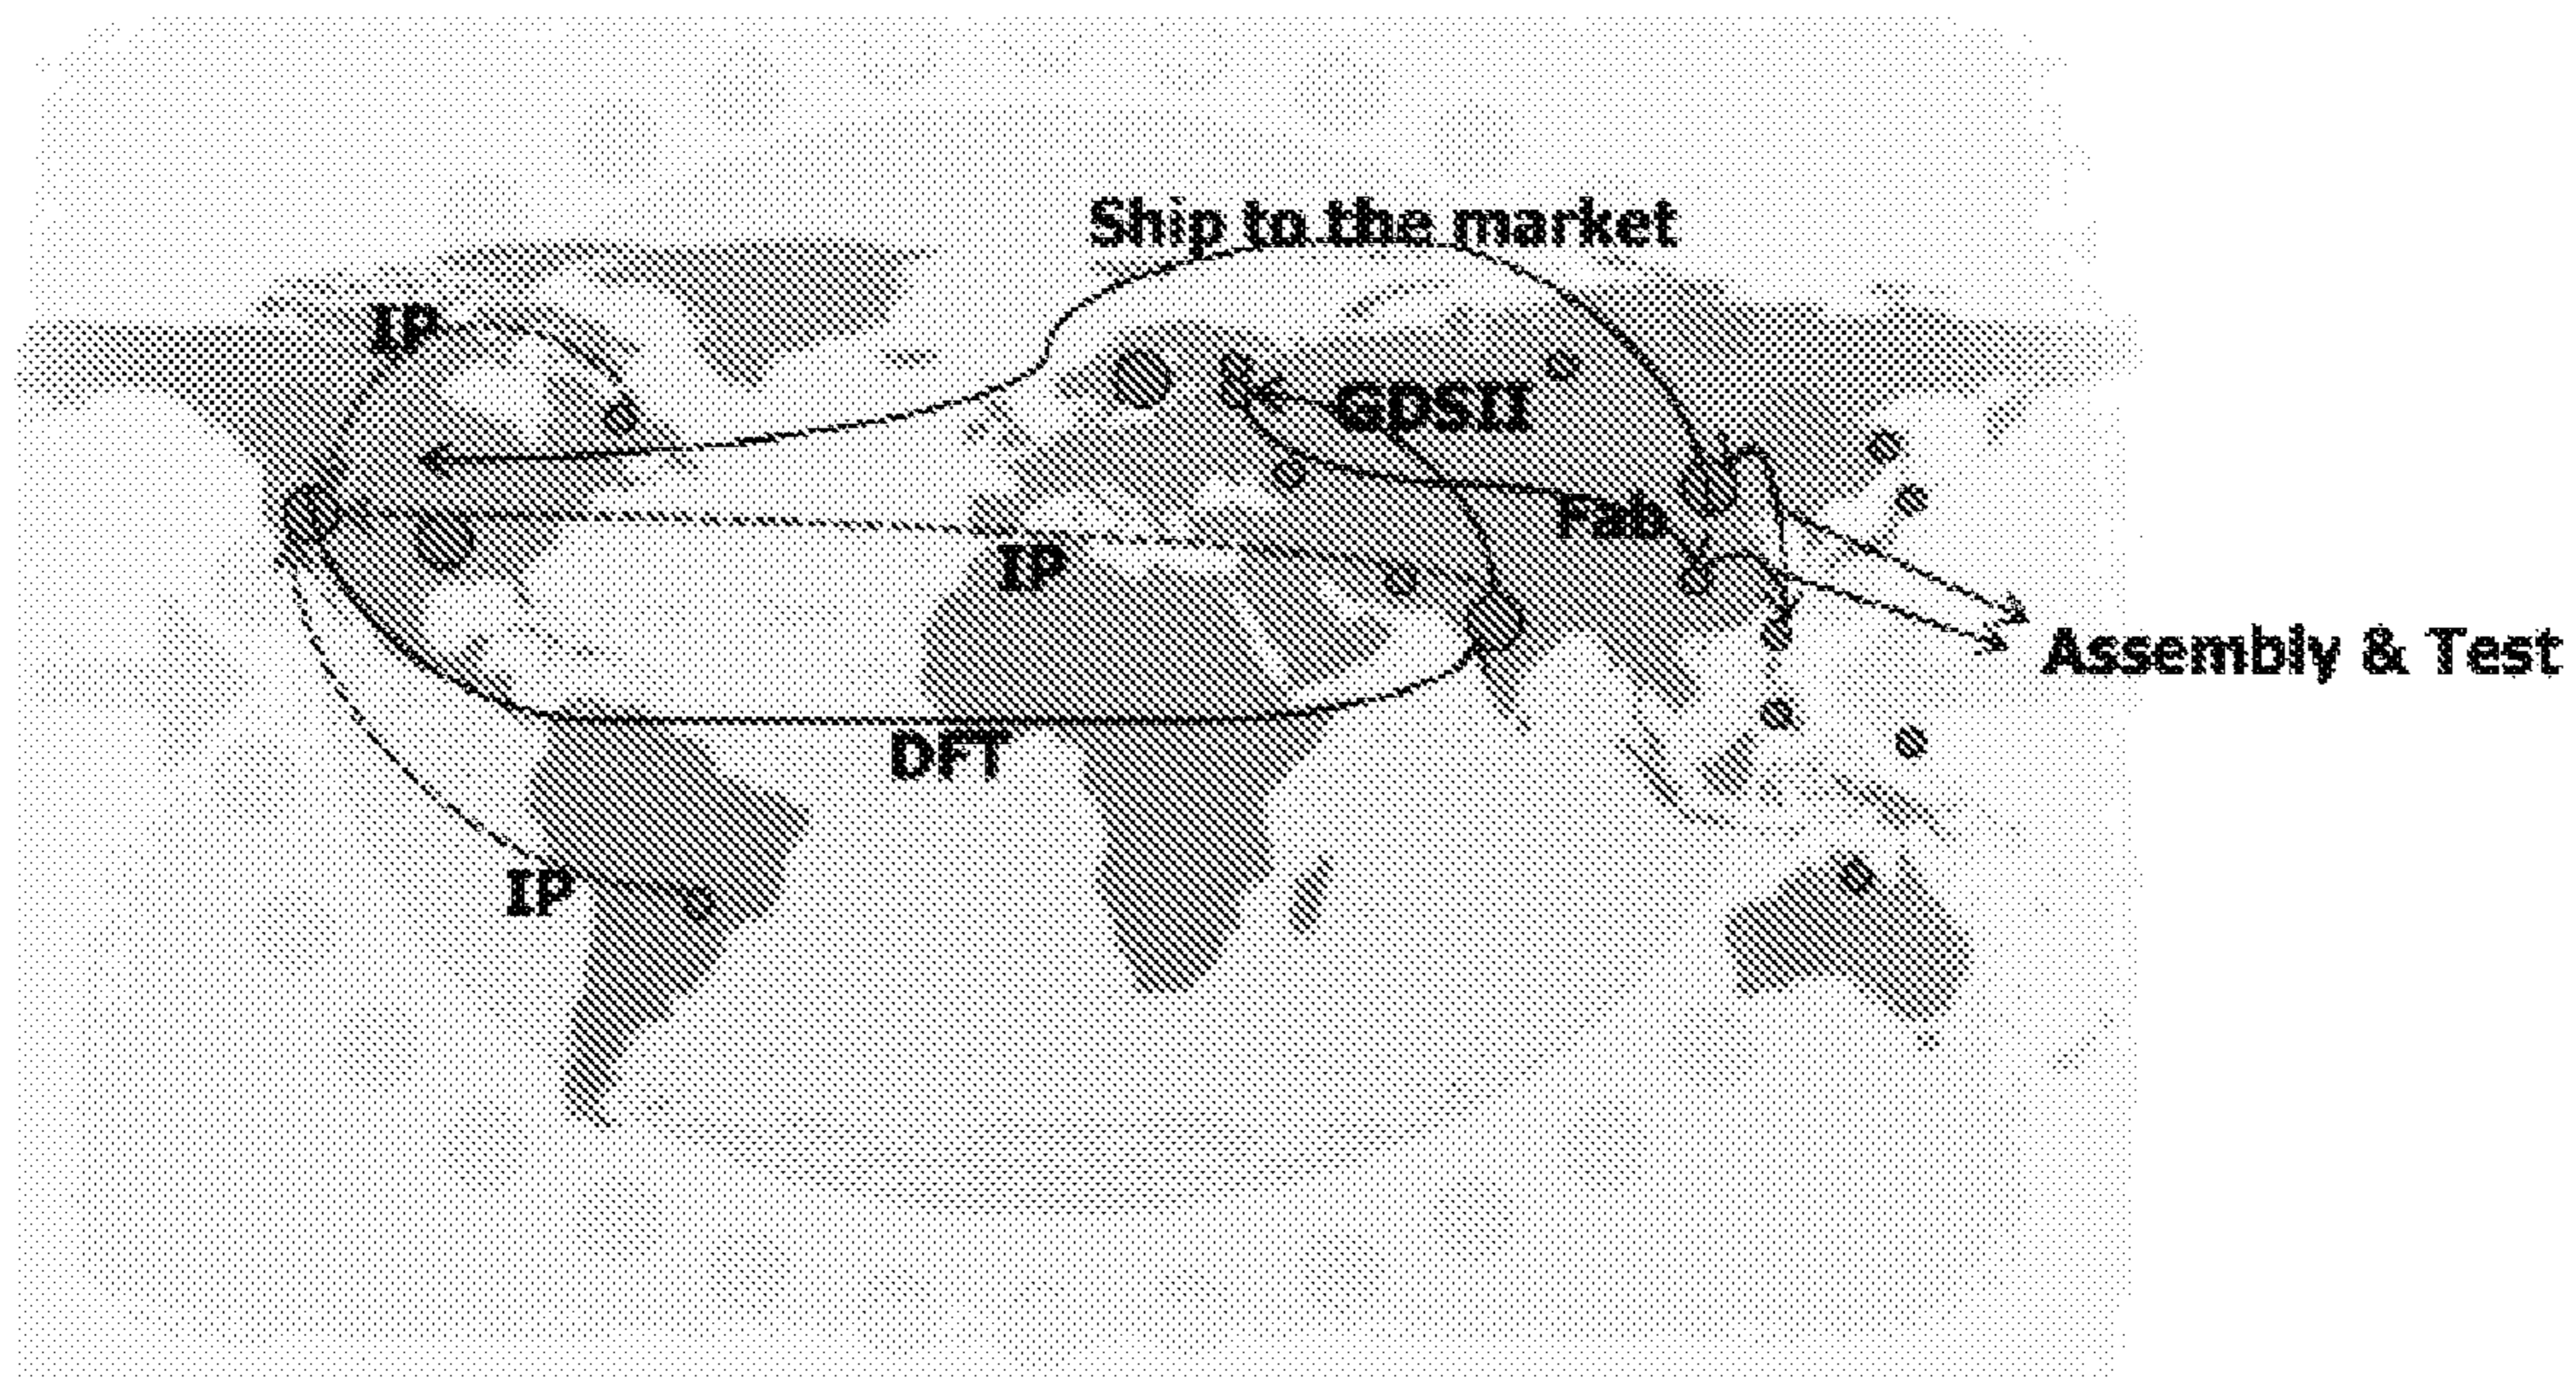 Ship to the market
IP
GDSII
Fab
IP
Assembly & Test
DFT
IP